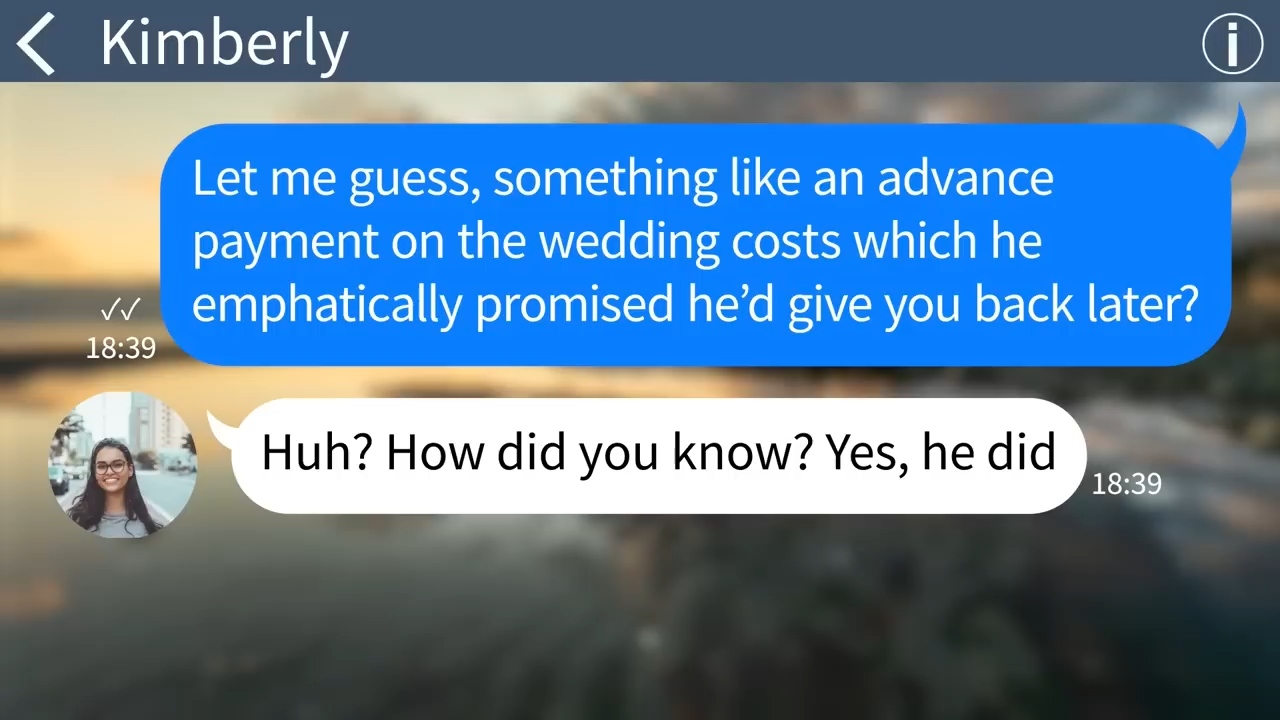 Kimberly
Let me guess, something like an advance
payment on the wedding costs which he
emphatically promised he’d give you back later?
18:39
Huh? How did you know? Yes, he did
18:39